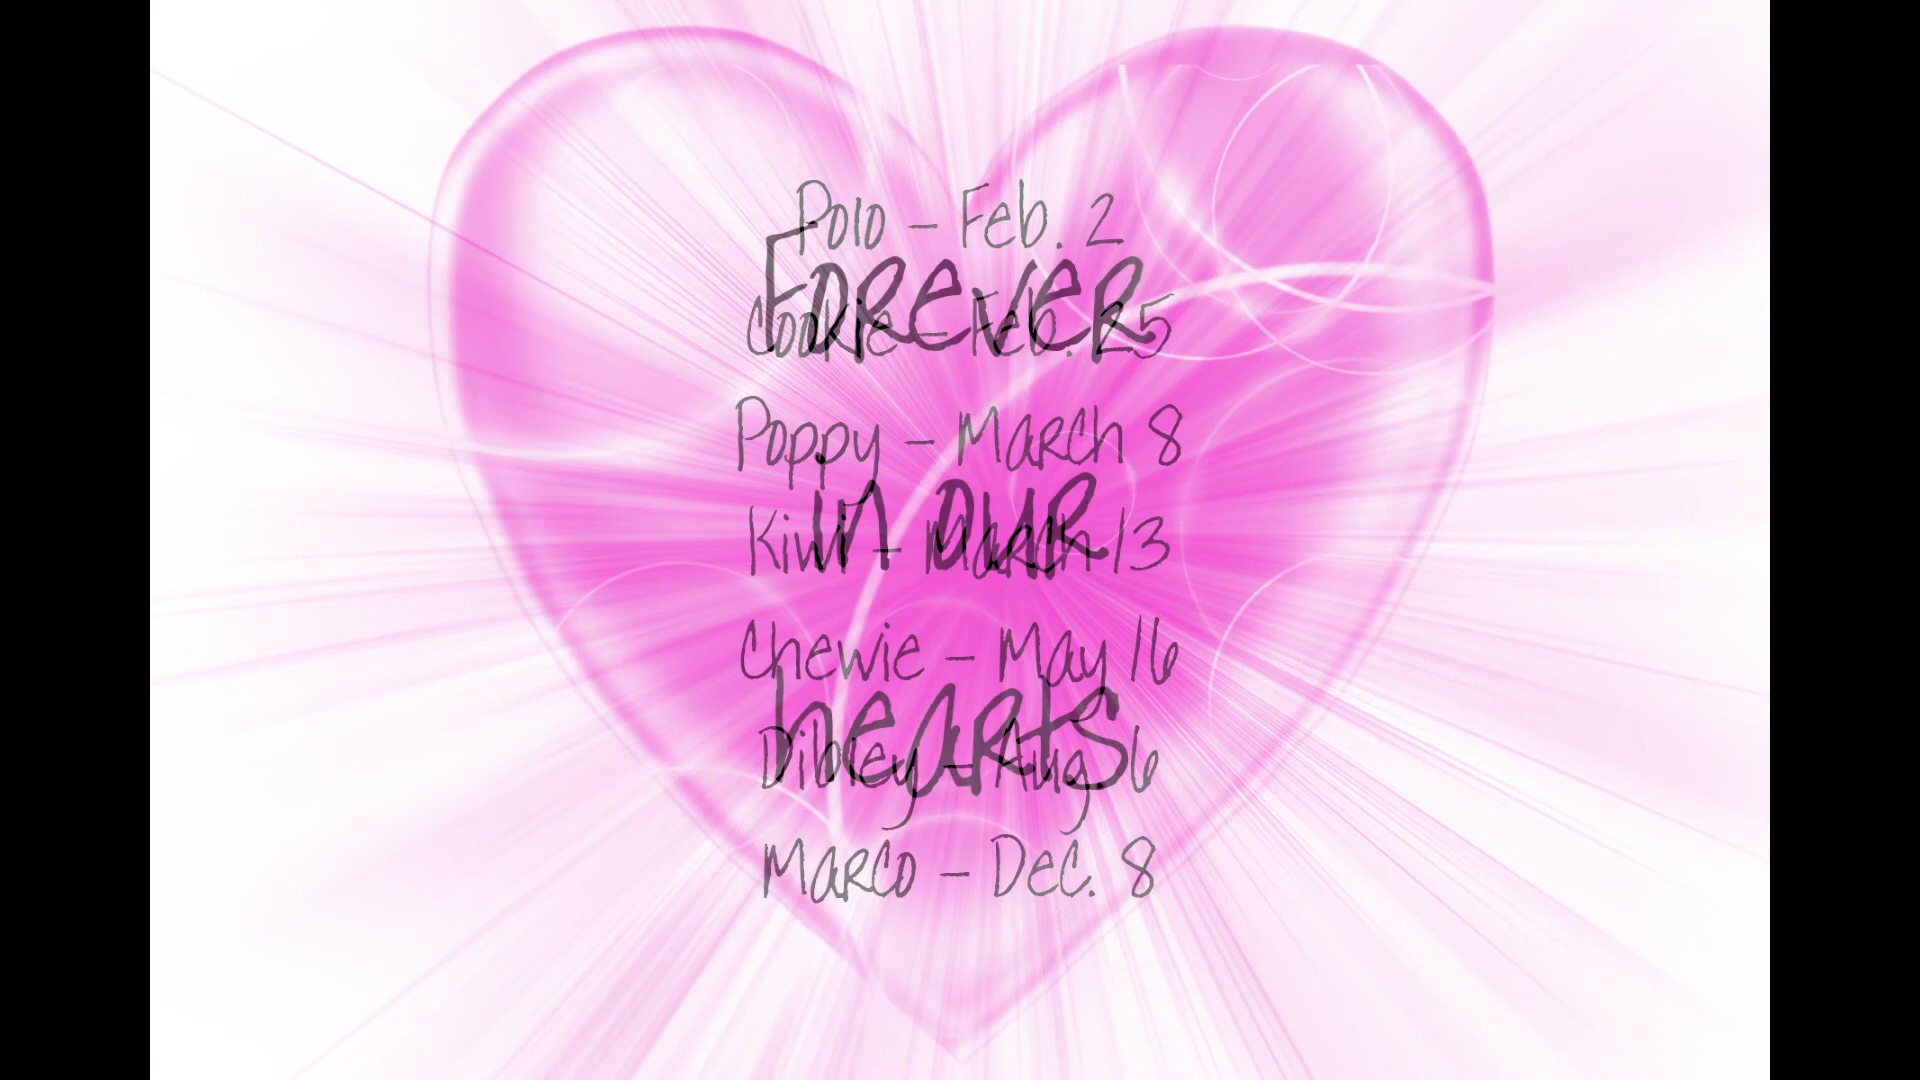 Polo - Feb. 2
Forever
Cookie - Feb. 25
Poppy - March 8
in our
Kiwi - March 13
Chewie - May 16
hearts
Dibley - Aug. 6
Marco - Dec. 8